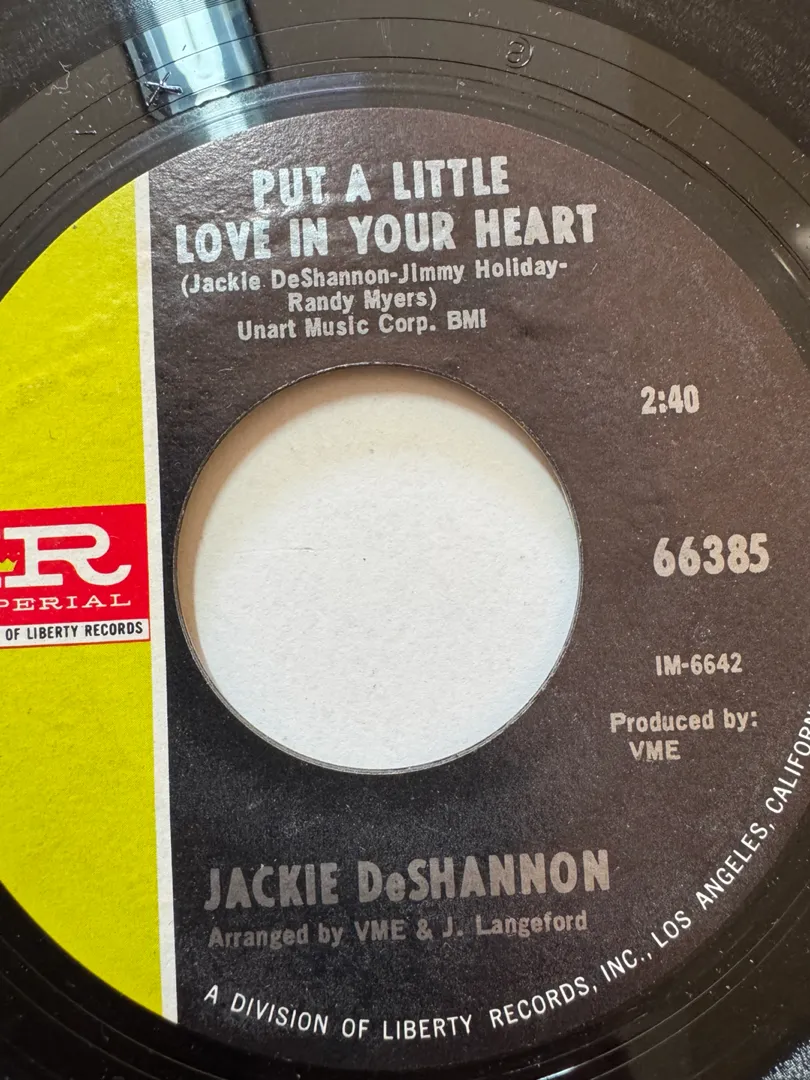 PUT A LITTLE
LOVE IN YOUR HEART
(Jackie DeShannon-Jimmy Holiday-
Randy Myers)
Unart Music Corp. BMI
2:40
66385
IM-6642
Produced by:
VME
R
PERIAL
OF LIBERTY RECORDS
JACKIE DeSHANNON
Arranged by VME & J. Langeford
A DIVISION OF LIBERTY RECORDS, INC., LOS ANGELES, CALIFOR